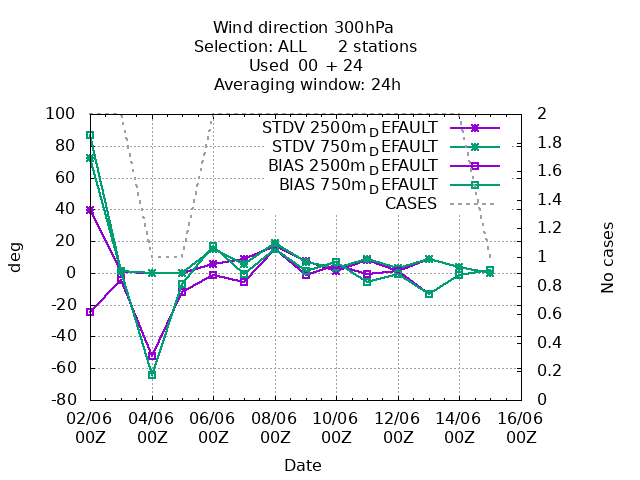 Wind direction 300hPa
Selection: ALL 2 stations
Used 00 + 24
Averaging window: 24h
100
80
60
40
20
0
-20
-40
-60
-80
deg
2
1.8
1.6
1.4
1.2
1
0.8
0.6
0.4
0.2
0
No cases
STDV 2500m_DEFAULT
STDV 750m_DEFAULT
BIAS 2500m_DEFAULT
BIAS 750m_DEFAULT
CASES
02/06 04/06 06/06 08/06 10/06 12/06 14/06 16/06
00Z 00Z 00Z 00Z 00Z 00Z 00Z 00Z
Date